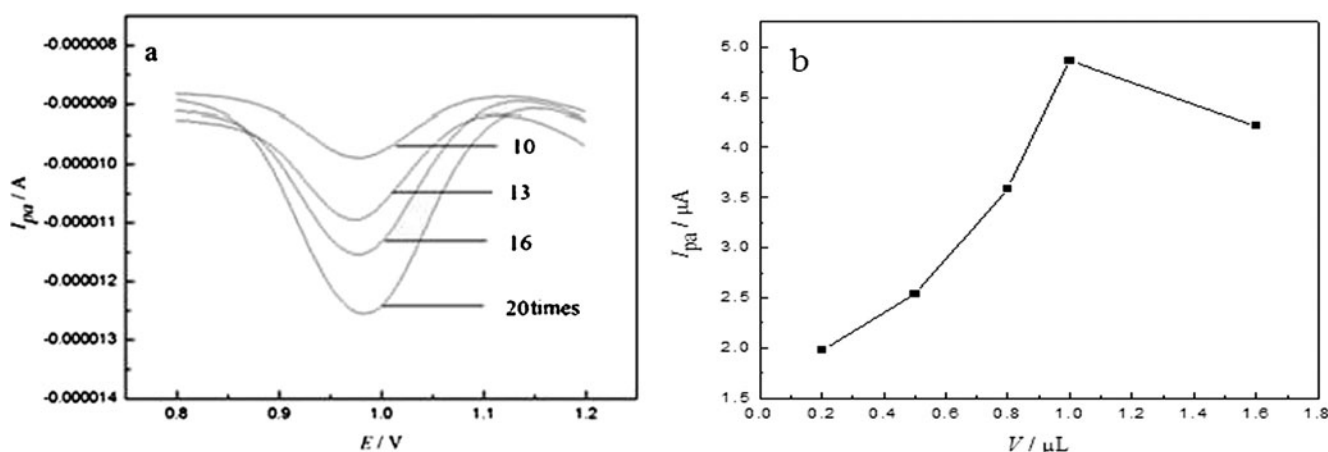 a
-0.000008
-0.000009
-0.000010
-0.000011
-0.000012
-0.000013
-0.000014
I_pa / A
10
13
16
20times
0.8 0.9 1.0 1.1 1.2
E / V
b
5.0
4.5
4.0
3.5
3.0
2.5
2.0
1.5
I_pa / μA
0.0 0.2 0.4 0.6 0.8 1.0 1.2 1.4 1.6 1.8
V / μL